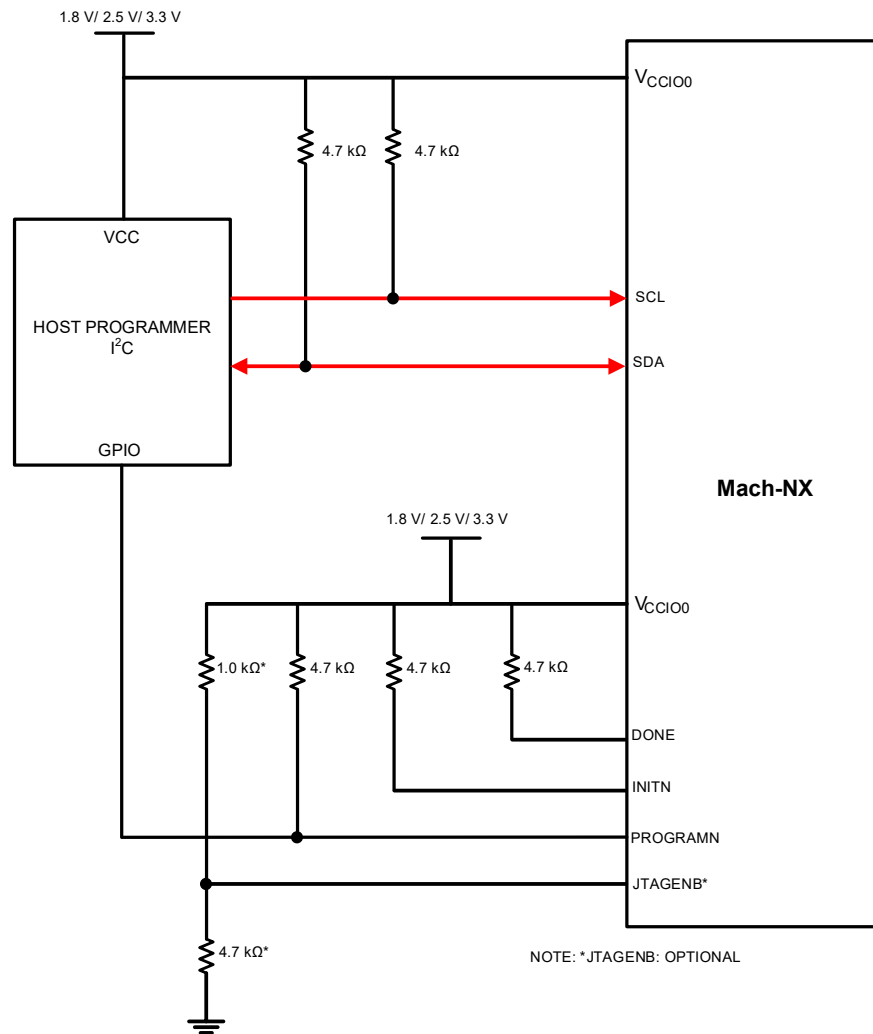 1.8 V/ 2.5 V/ 3.3 V
V_CCIO0
4.7 kΩ
4.7 kΩ
VCC
HOST PROGRAMMER
I²C
GPIO
SCL
SDA
Mach-NX
1.8 V/ 2.5 V/ 3.3 V
V_CCIO0
1.0 kΩ*
4.7 kΩ
4.7 kΩ
4.7 kΩ
DONE
INITN
PROGRAMN
JTAGENB*
4.7 kΩ*
NOTE: *JTAGENB: OPTIONAL